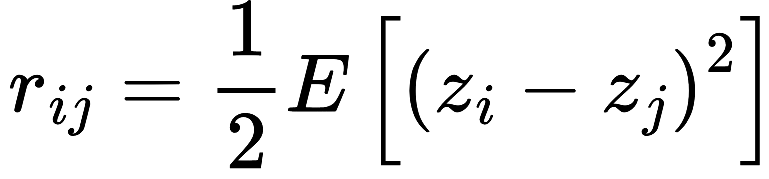 r_{ij} = \frac{1}{2} E\left[ (z_i - z_j)^2 \right]